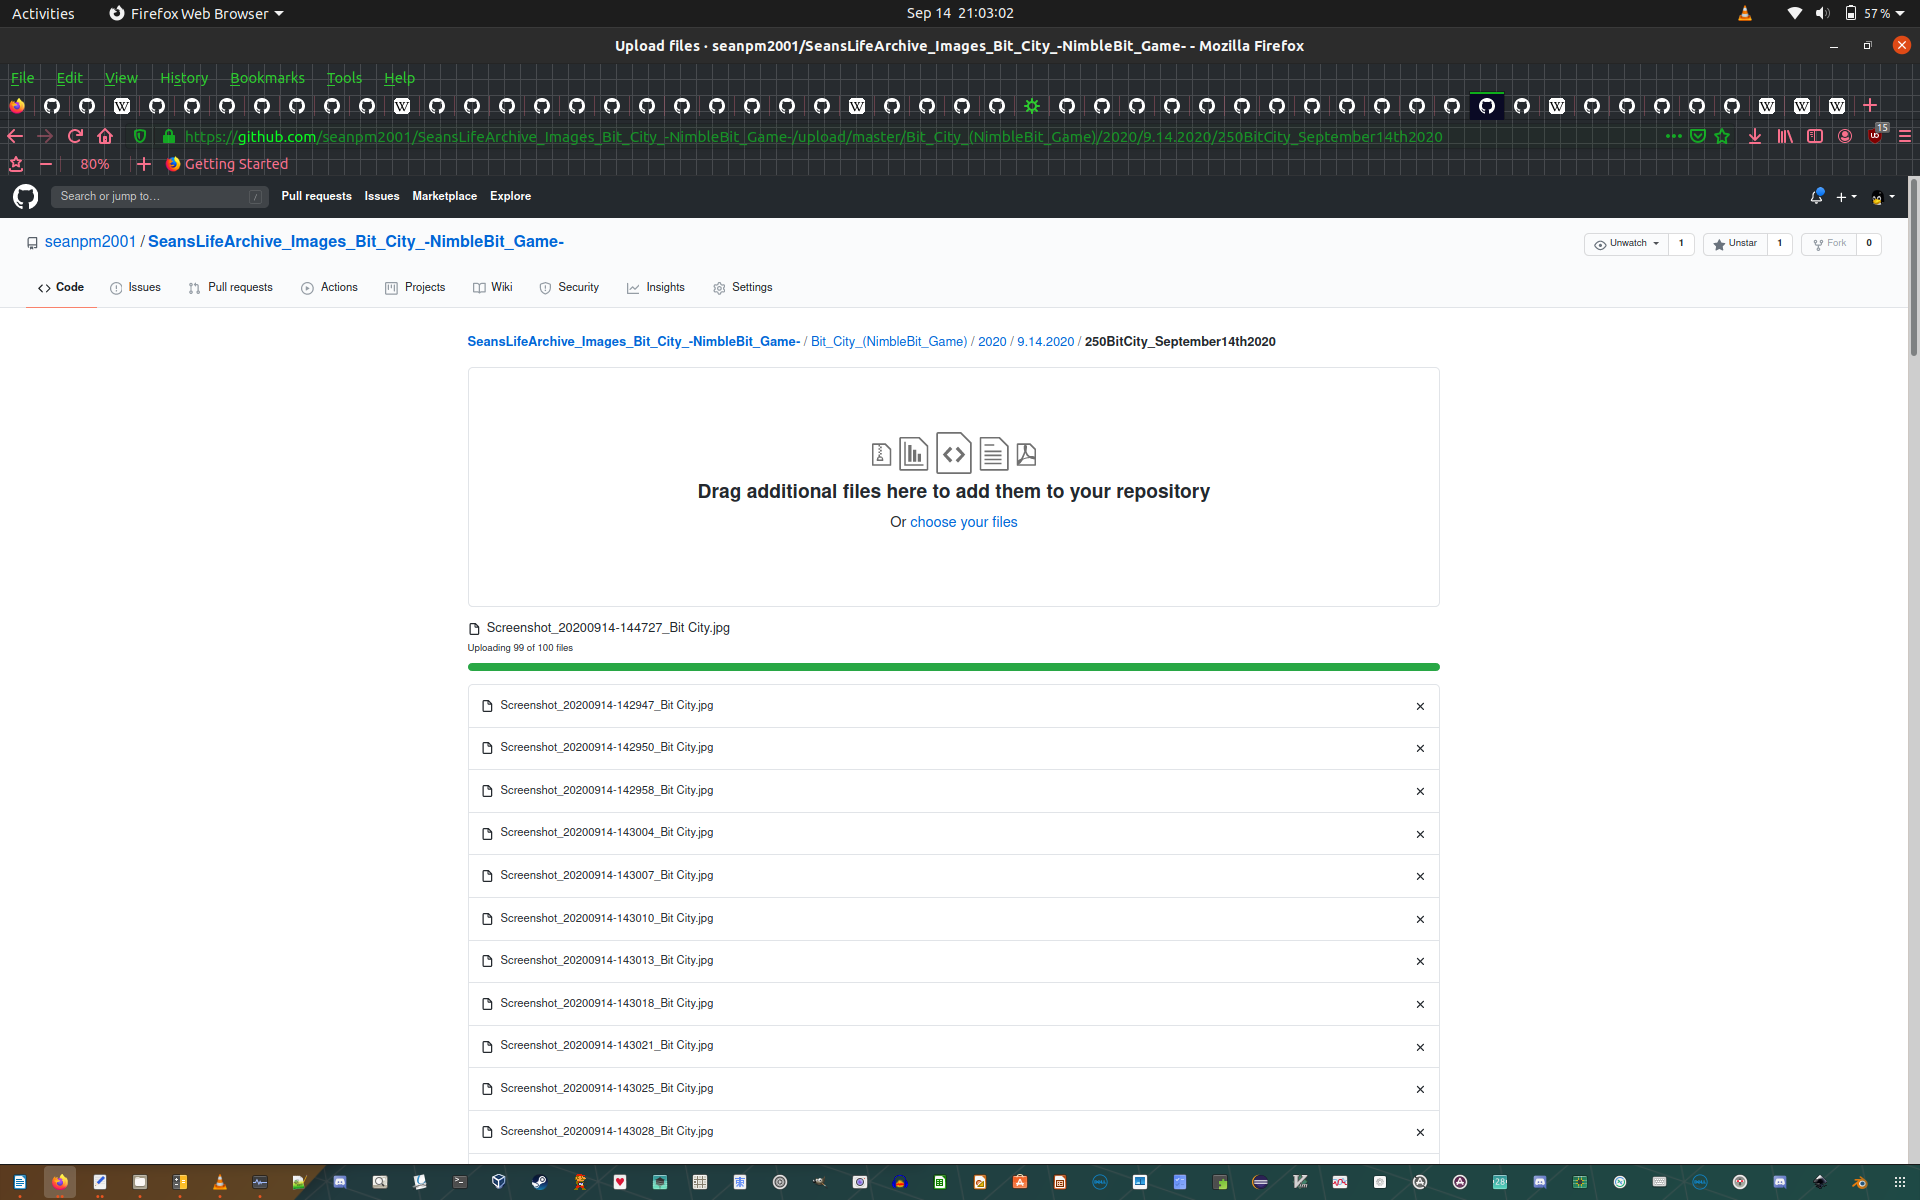 Activities
Firefox Web Browser
Sep 14 21:03:02
57 %
Upload files · seanpm2001/SeansLifeArchive_Images_Bit_City_-NimbleBit_Game- - Mozilla Firefox
File Edit View History Bookmarks Tools Help
https://github.com/seanpm2001/SeansLifeArchive_Images_Bit_City_-NimbleBit_Game-/upload/master/Bit_City_(NimbleBit_Game)/2020/9.14.2020/250BitCity_September14th2020
15
80%
Getting Started
Search or jump to…
/
Pull requests Issues Marketplace Explore
seanpm2001 / SeansLifeArchive_Images_Bit_City_-NimbleBit_Game-
Unwatch 1 Unstar 1 Fork 0
Code Issues Pull requests Actions Projects Wiki Security Insights Settings
SeansLifeArchive_Images_Bit_City_-NimbleBit_Game- / Bit_City_(NimbleBit_Game) / 2020 / 9.14.2020 / 250BitCity_September14th2020
Drag additional files here to add them to your repository
Or choose your files
Screenshot_20200914-144727_Bit City.jpg
Uploading 99 of 100 files
Screenshot_20200914-142947_Bit City.jpg
Screenshot_20200914-142950_Bit City.jpg
Screenshot_20200914-142958_Bit City.jpg
Screenshot_20200914-143004_Bit City.jpg
Screenshot_20200914-143007_Bit City.jpg
Screenshot_20200914-143010_Bit City.jpg
Screenshot_20200914-143013_Bit City.jpg
Screenshot_20200914-143018_Bit City.jpg
Screenshot_20200914-143021_Bit City.jpg
Screenshot_20200914-143025_Bit City.jpg
Screenshot_20200914-143028_Bit City.jpg